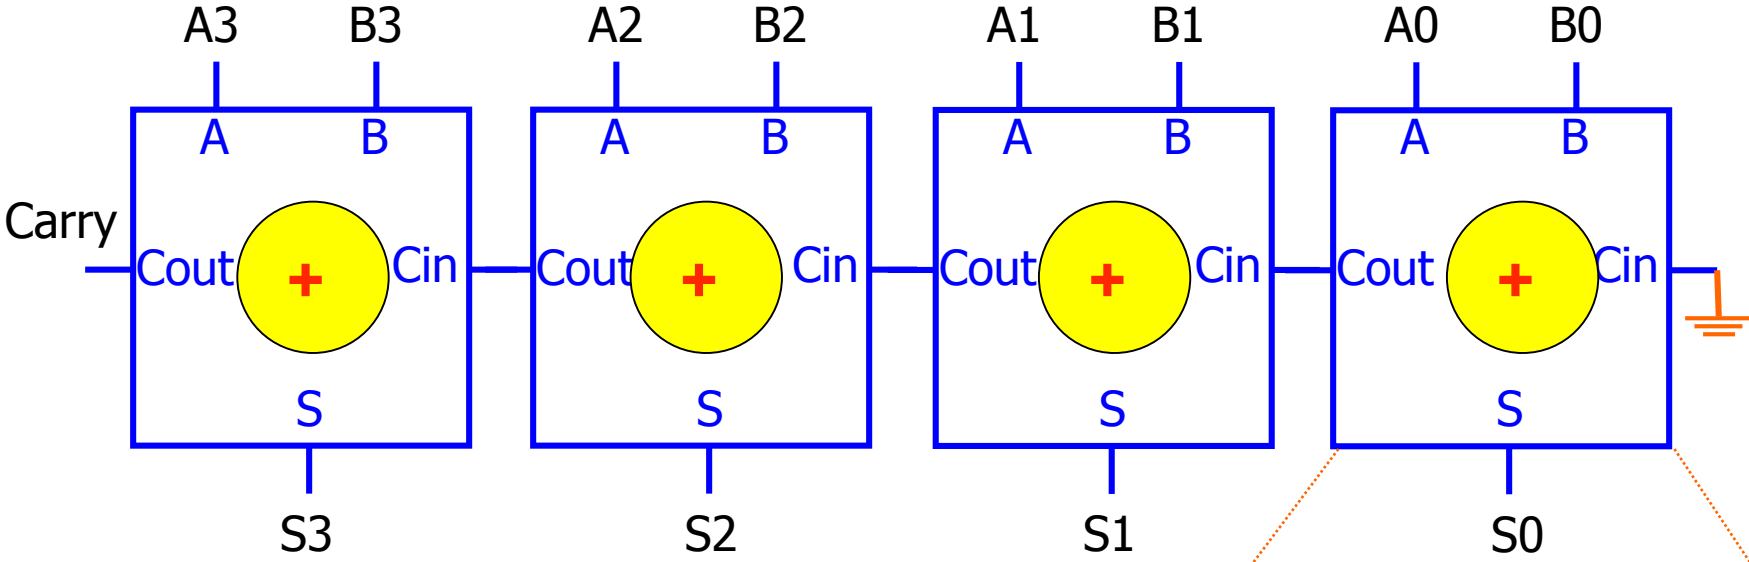 A3 B3 A2 B2 A1 B1 A0 B0
A B A B A B A B
Carry
Cout + Cin Cout + Cin Cout + Cin Cout + Cin
S S S S
S3 S2 S1 S0